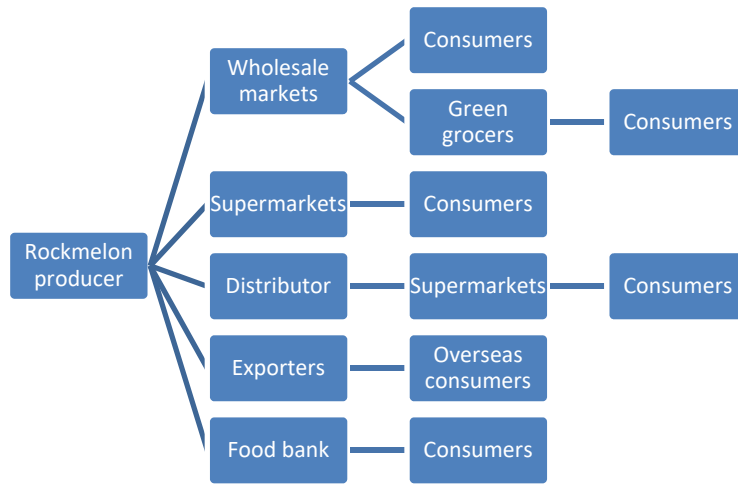 Rockmelon
producer
Wholesale
markets
Consumers
Green
grocers
Consumers
Supermarkets
Consumers
Distributor
Supermarkets
Consumers
Exporters
Overseas
consumers
Food bank
Consumers